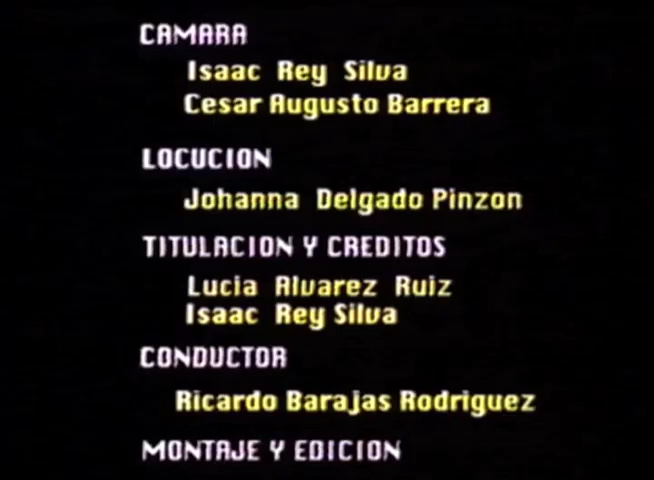 CAMARA
Isaac Rey Silva
Cesar Augusto Barrera
LOCUCION
Johanna Delgado Pinzon
TITULACION Y CREDITOS
Lucia Alvarez Ruiz
Isaac Rey Silva
CONDUCTOR
Ricardo Barajas Rodriguez
MONTAJE Y EDICION